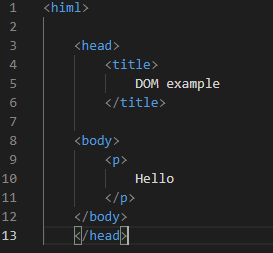 1 <himl>
2
3 <head>
4 <title>
5 DOM example
6 </title>
7
8 <body>
9 <p>
10 Hello
11 </p>
12 </body>
13 </head>